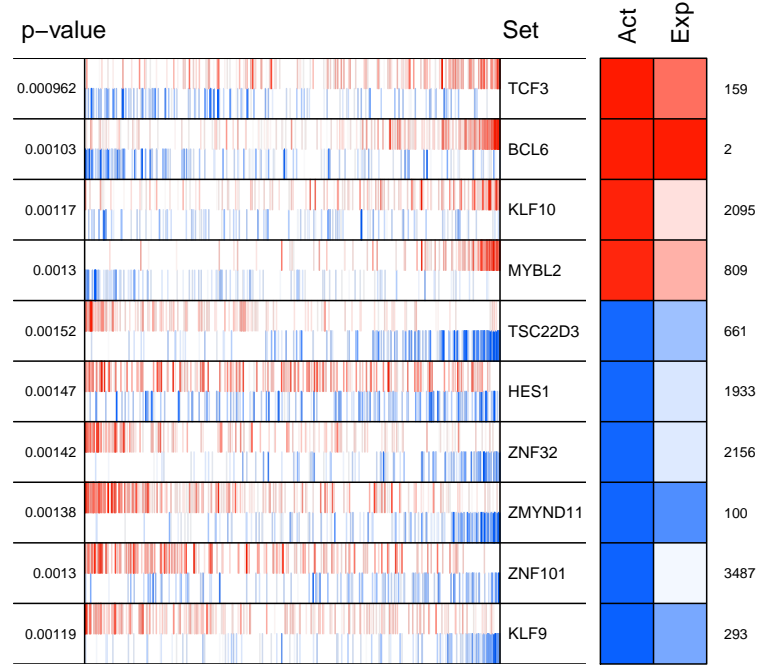 p−value Set Act Exp
0.000962 TCF3 159
0.00103 BCL6 2
0.00117 KLF10 2095
0.0013 MYBL2 809
0.00152 TSC22D3 661
0.00147 HES1 1933
0.00142 ZNF32 2156
0.00138 ZMYND11 100
0.0013 ZNF101 3487
0.00119 KLF9 293